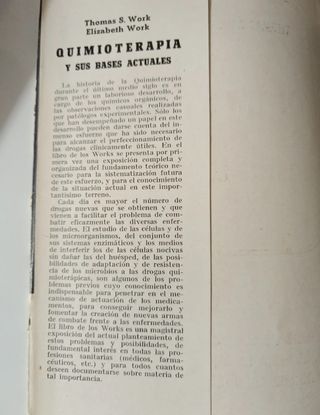 Thomas S. Work
Elizabeth Work
QUIMIOTERAPIA
Y SUS BASES ACTUALES
La historia de la Quimioterapia
durante el último medio siglo es en
gran parte un laborioso desarrollo, a
cargo de los químicos orgánicos, de
las observaciones casuales realizadas
por patólogos experimentales. Sólo los
que han desempeñado un papel en este
desarrollo pueden darse cuenta del in-
menso esfuerzo que ha sido necesario
para alcanzar el perfeccionamiento de
las drogas clínicamente útiles. En el
libro de los Works se presenta por pri-
mera vez una exposición completa y
organizada del fundamento teórico ne-
cesario para la sistematización futura
de este esfuerzo, y para el conocimiento
de la situación actual en este impor-
tantísimo terreno.
Cada día es mayor el número de
drogas nuevas que se obtienen y que
vienen a facilitar el problema de com-
batir eficazmente las diversas enfer-
medades. El estudio de las células y de
los microorganismos, del conjunto de
sus sistemas enzimáticos y los medios
de interferir los de las células nocivas
sin dañar las del huésped, de las posi-
bilidades de adaptación y de resisten-
cia de los microbios a las drogas qui-
mioterápicas, son algunos de los pro-
blemas previos cuyo conocimiento es
indispensable para penetrar en el me-
canismo de actuación de los medica-
mentos, para conseguir mejorarlo y
fomentar la creación de nuevas armas
de combate frente a las enfermedades.
El libro de los Works es una magistral
exposición del actual planteamiento de
estos problemas y posibilidades, de
fundamental interés en todas las pro-
fesiones sanitarias (médicos, farma-
céuticos, etc.) y para todos cuantos
deseen documentarse sobre materia de
tal importancia.